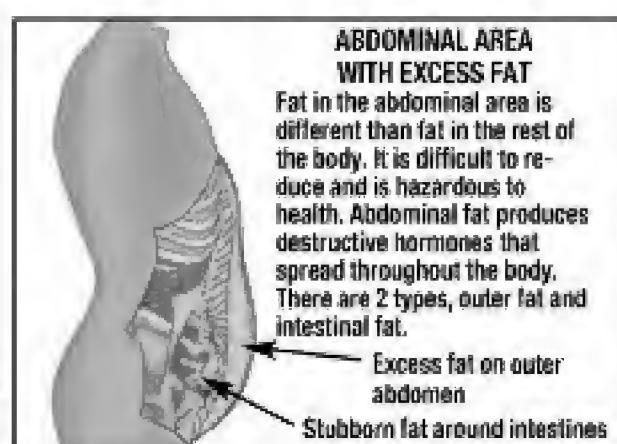 ABDOMINAL AREA
WITH EXCESS FAT
Fat in the abdominal area is
different than fat in the rest of
the body. It is difficult to re-
duce and is hazardous to
health. Abdominal fat produces
destructive hormones that
spread throughout the body.
There are 2 types, outer fat and
intestinal fat.
Excess fat on outer
abdomen
Stubborn fat around intestines